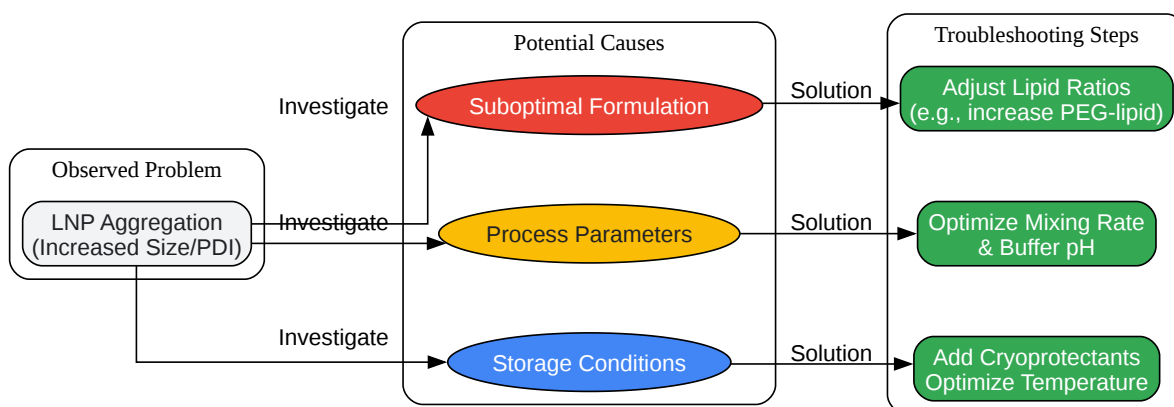 Potential Causes
Troubleshooting Steps
Investigate
Suboptimal Formulation
Solution
Adjust Lipid Ratios
(e.g., increase PEG-lipid)
Observed Problem
LNP Aggregation
(Increased Size/PDI)
Investigate
Process Parameters
Solution
Optimize Mixing Rate
& Buffer pH
Investigate
Storage Conditions
Solution
Add Cryoprotectants
Optimize Temperature